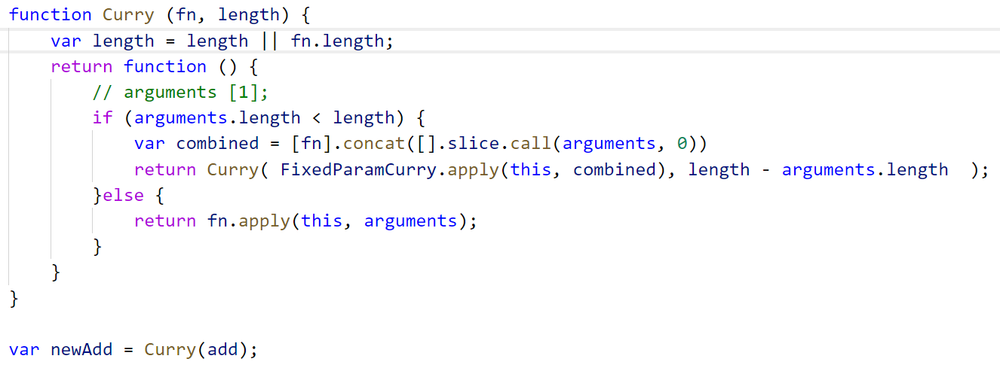 function Curry (fn, length) {
    var length = length || fn.length;
    return function () {
        // arguments [1];
        if (arguments.length < length) {
            var combined = [fn].concat([].slice.call(arguments, 0))
            return Curry( FixedParamCurry.apply(this, combined), length - arguments.length  );
        }else {
            return fn.apply(this, arguments);
        }
    }
}

var newAdd = Curry(add);